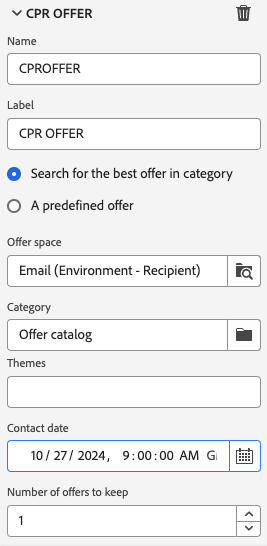 CPR OFFER
Name
CPROFFER
Label
CPR OFFER
Search for the best offer in category
A predefined offer
Offer space
Email (Environment - Recipient)
Category
Offer catalog
Themes
Contact date
10 / 27 / 2024, 9 : 00 : 00 AM
Number of offers to keep
1